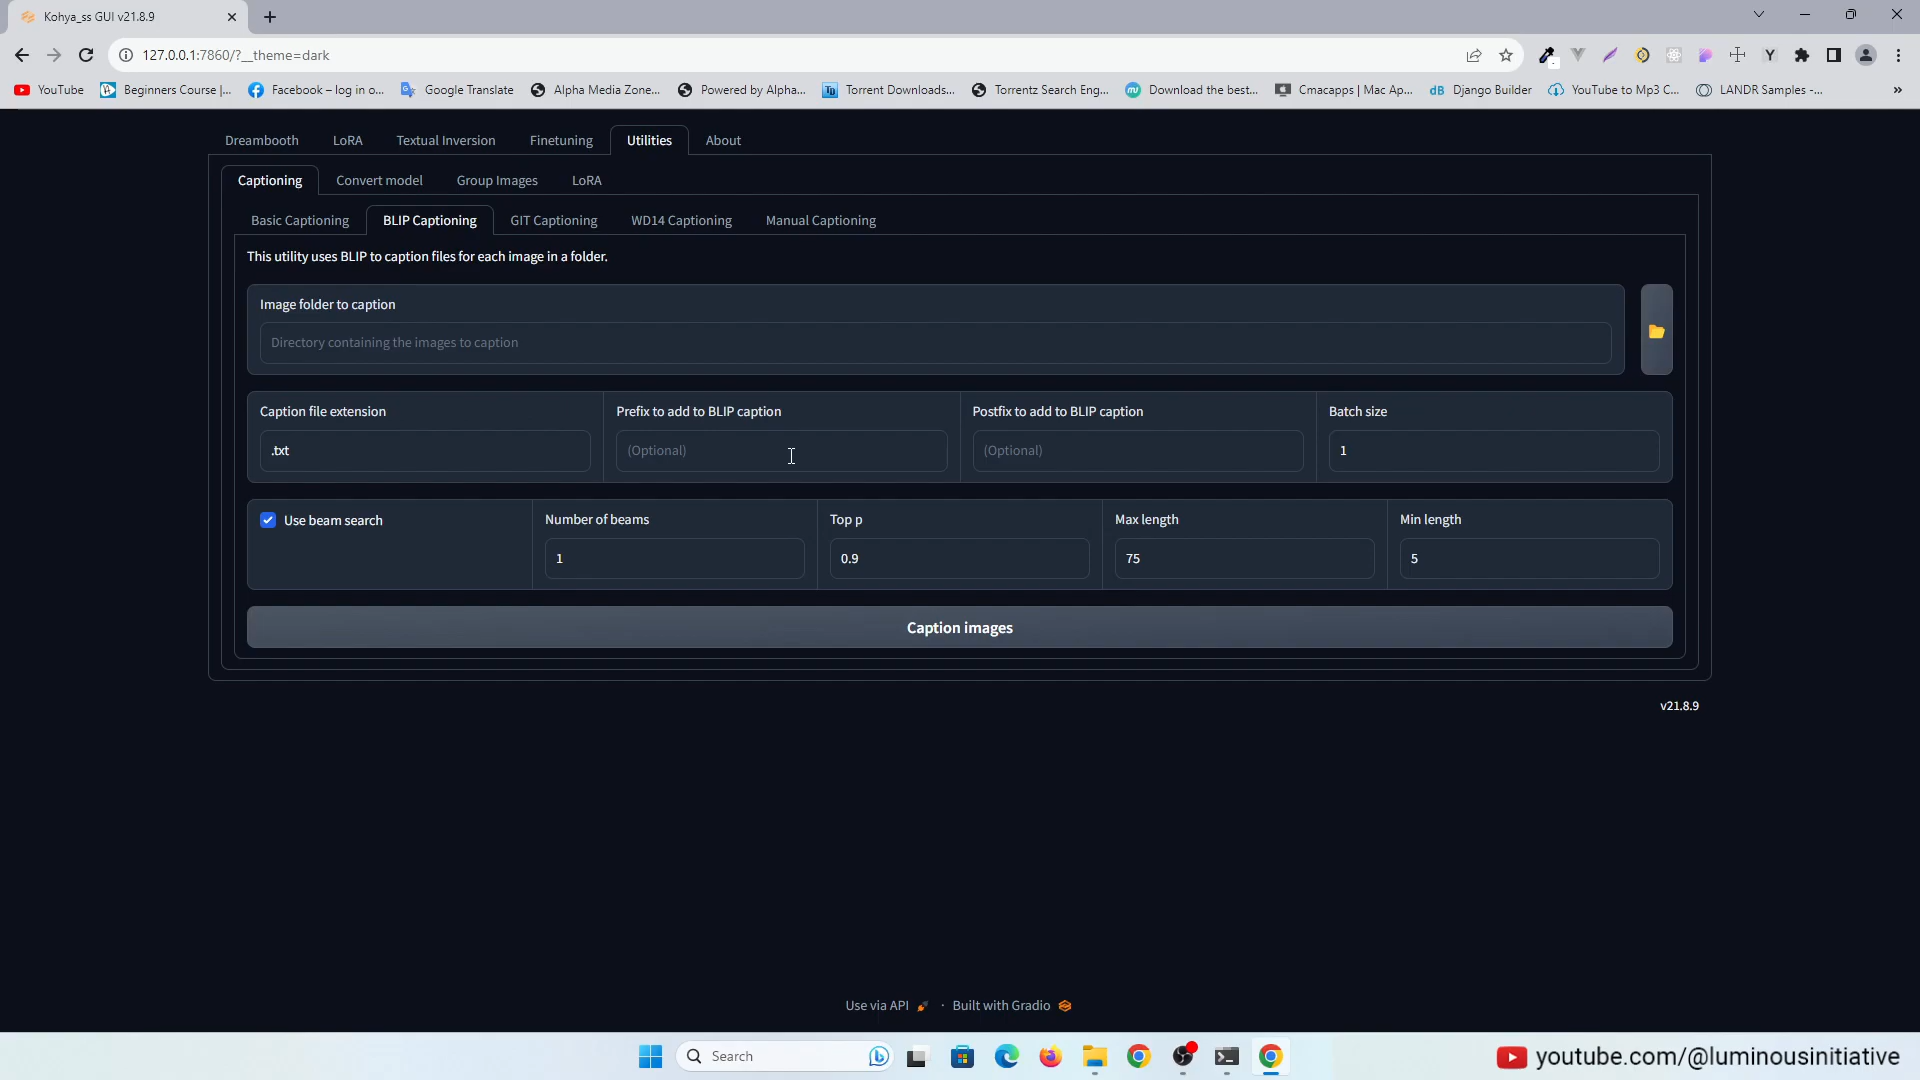 Kohya_ss GUI v21.8.9
127.0.0.1:7860/?__theme=dark
YouTube
Beginners Course |...
Facebook – log in o...
Google Translate
Alpha Media Zone...
Powered by Alpha...
Torrent Downloads...
Torrentz Search Eng...
Download the best...
Cmacapps | Mac Ap...
Django Builder
YouTube to Mp3 C...
LANDR Samples -...
Dreambooth
LoRA
Textual Inversion
Finetuning
Utilities
About
Captioning
Convert model
Group Images
LoRA
Basic Captioning
BLIP Captioning
GIT Captioning
WD14 Captioning
Manual Captioning
This utility uses BLIP to caption files for each image in a folder.
Image folder to caption
Directory containing the images to caption
Caption file extension
Prefix to add to BLIP caption
Postfix to add to BLIP caption
Batch size
.txt
(Optional)
(Optional)
1
Use beam search
Number of beams
Top p
Max length
Min length
1
0.9
75
5
Caption images
v21.8.9
Use via API
·
Built with Gradio
Search
youtube.com/@luminousinitiative